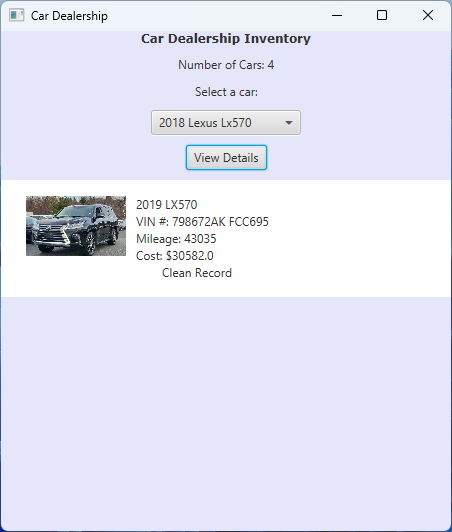 Car Dealership
Car Dealership Inventory
Number of Cars: 4
Select a car:
2018 Lexus Lx570
View Details
2019 LX570
VIN #: 798672AK FCC695
Mileage: 43035
Cost: $30582.0
Clean Record